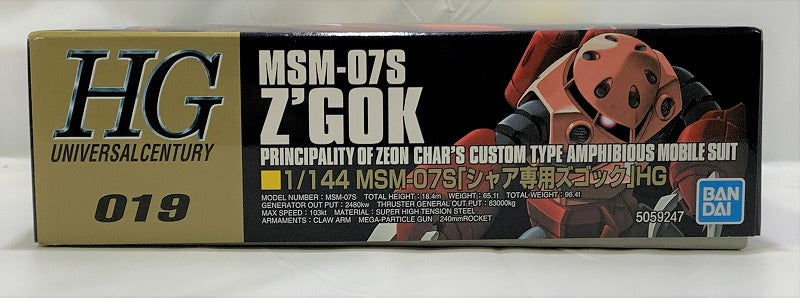 HG
UNIVERSAL CENTURY
019
MSM-07S
Z'GOK
PRINCIPALITY OF ZEON CHAR'S CUSTOM TYPE AMPHIBIOUS MOBILE SUIT
1/144 MSM-07S「シャア専用ズゴック」HG
MODEL NUMBER : MSM-07S TOTAL HEIGHT : 18.4m WEIGHT : 65.1t TOTAL-WEIGHT : 96.4t
GENERATOR OUT PUT : 2480kw THRUSTER GENERAL OUT PUT : 83000kg
MAX SPEED : 103kt MATERIAL : SUPER HIGH TENSION STEEL
ARMAMENTS : CLAW ARM MEGA-PARTICLE GUN 240mmROCKET
BAN
DAI
5059247